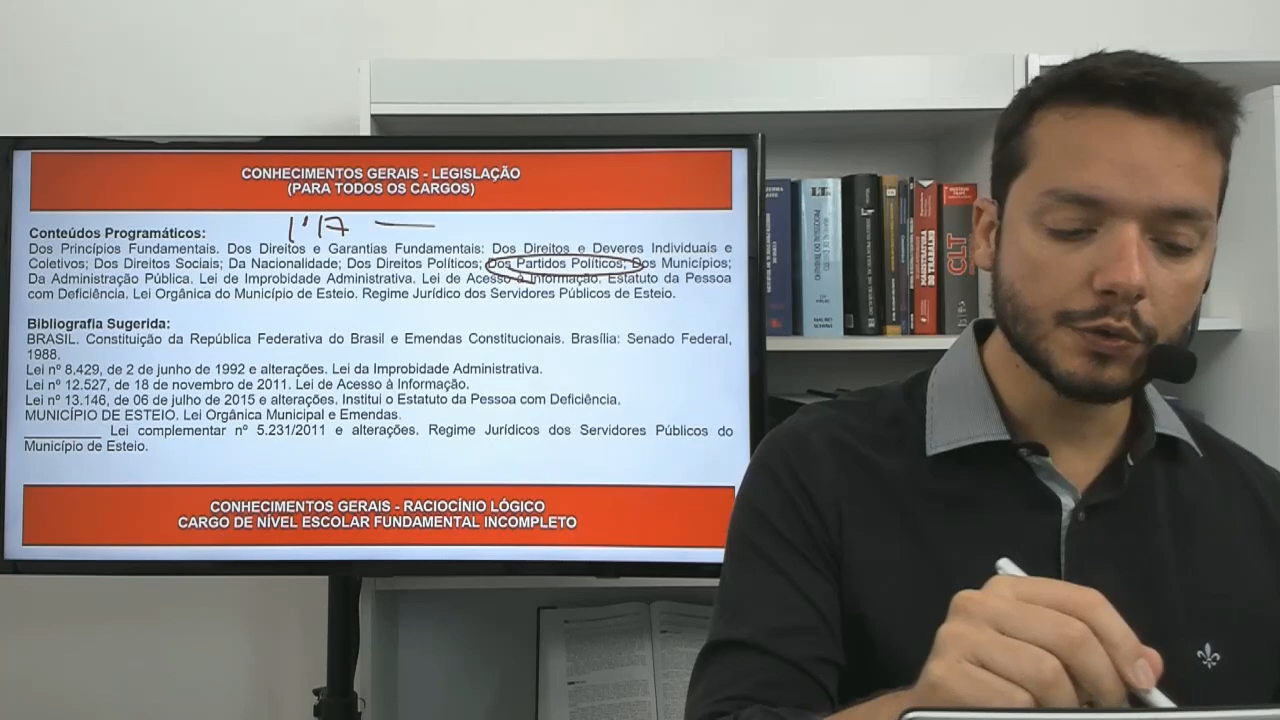 CONHECIMENTOS GERAIS - LEGISLAÇÃO
(PARA TODOS OS CARGOS)
1º 17 —
Conteúdos Programáticos:
Dos Princípios Fundamentais. Dos Direitos e Garantias Fundamentais: Dos Direitos e Deveres Individuais e
Coletivos; Dos Direitos Sociais; Da Nacionalidade; Dos Direitos Políticos; Dos Partidos Políticos; Dos Municípios;
Da Administração Pública. Lei de Improbidade Administrativa. Lei de Acesso à Informação. Estatuto da Pessoa
com Deficiência. Lei Orgânica do Município de Esteio. Regime Jurídico dos Servidores Públicos de Esteio.
Bibliografia Sugerida:
BRASIL. Constituição da República Federativa do Brasil e Emendas Constitucionais. Brasília: Senado Federal,
1988.
Lei nº 8.429, de 2 de junho de 1992 e alterações. Lei da Improbidade Administrativa.
Lei nº 12.527, de 18 de novembro de 2011. Lei de Acesso à Informação.
Lei nº 13.146, de 06 de julho de 2015 e alterações. Institui o Estatuto da Pessoa com Deficiência.
MUNICÍPIO DE ESTEIO. Lei Orgânica Municipal e Emendas.
__________ Lei complementar nº 5.231/2011 e alterações. Regime Jurídicos dos Servidores Públicos do
Município de Esteio.
CONHECIMENTOS GERAIS - RACIOCÍNIO LÓGICO
CARGO DE NÍVEL ESCOLAR FUNDAMENTAL INCOMPLETO
LTr
MAGISTRATURA
DO TRABALHO
CLT